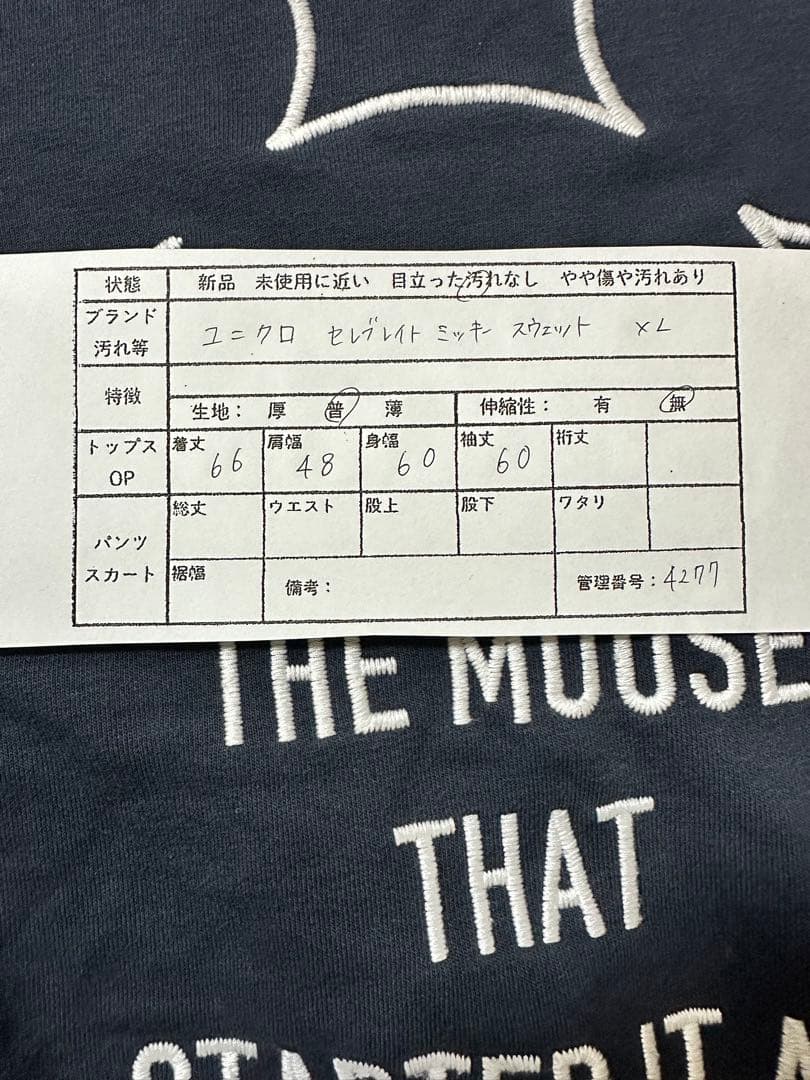 状態 新品 未使用に近い 目立った汚れなし やや傷や汚れあり
ブランド
汚れ等 ユニクロ セレブレイト ミッキー スウェット XL
特徴
生地: 厚 普 薄 伸縮性: 有 無
トップス
OP
着丈 肩幅 身幅 袖丈 裄丈
66 48 60 60
パンツ
スカート
総丈 ウエスト 股上 股下 ワタリ
裾幅 備考: 管理番号: 4277
THE MOUSE
THAT
STARTED IT A